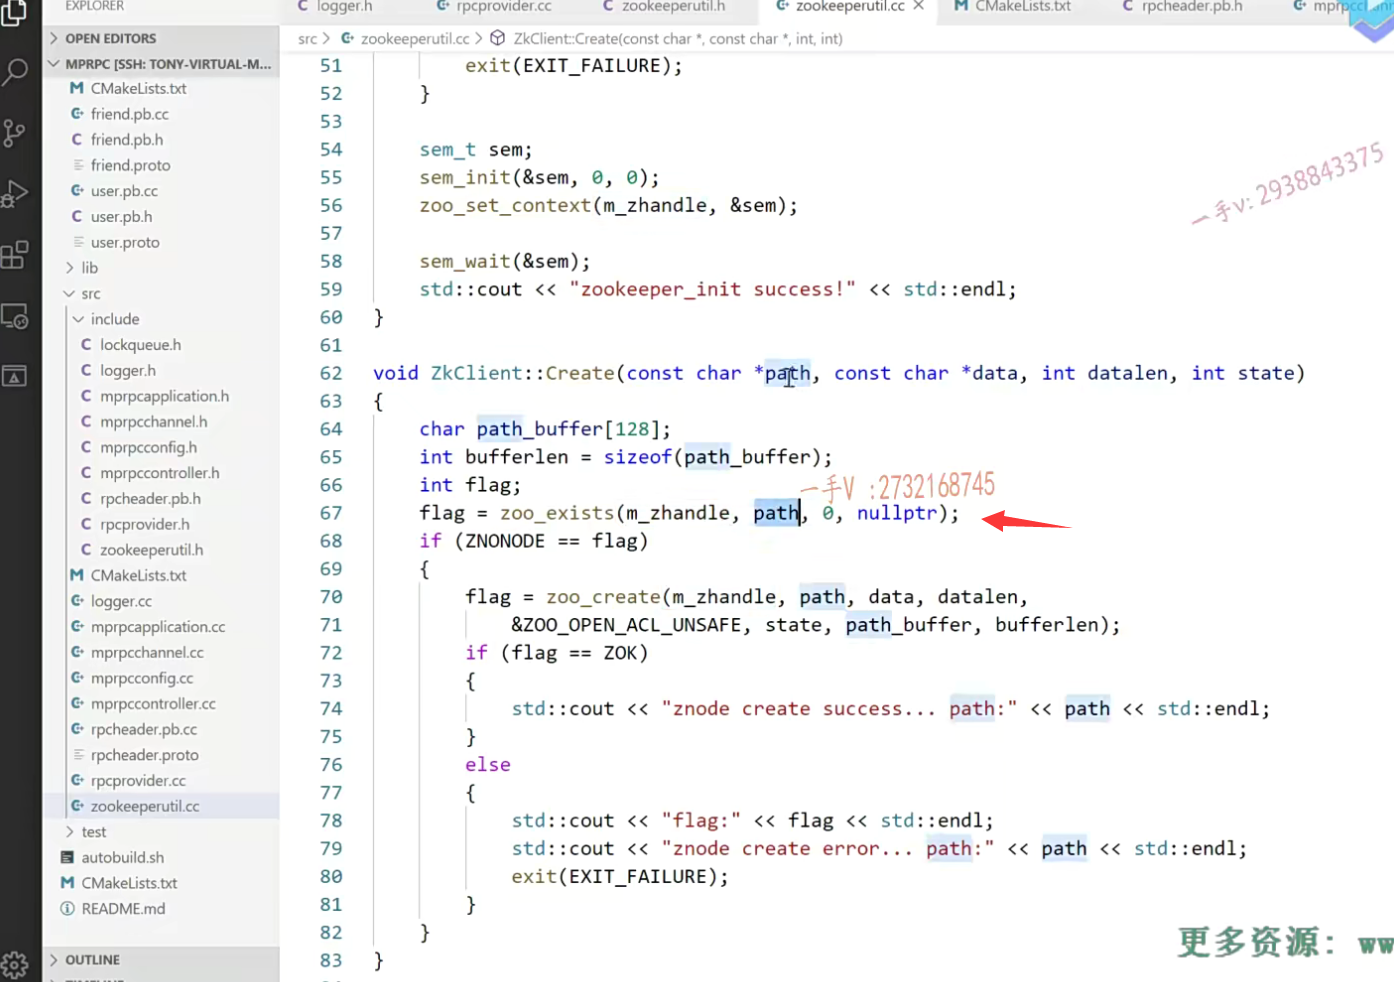 EXPLORER
logger.h
rpcprovider.cc
zookeeperutil.h
zookeeperutil.cc
CMakeLists.txt
rpcheader.pb.h
src > zookeeperutil.cc > ZkClient::Create(const char *, const char *, int, int)
OPEN EDITORS
MPRPC [SSH: TONY-VIRTUAL-M...
CMakeLists.txt
friend.pb.cc
friend.pb.h
friend.proto
user.pb.cc
user.pb.h
user.proto
lib
src
include
lockqueue.h
logger.h
mprpcapplication.h
mprpcchannel.h
mprpcconfig.h
mprpccontroller.h
rpcheader.pb.h
rpcprovider.h
zookeeperutil.h
CMakeLists.txt
logger.cc
mprpcapplication.cc
mprpcchannel.cc
mprpcconfig.cc
mprpccontroller.cc
rpcheader.pb.cc
rpcheader.proto
rpcprovider.cc
zookeeperutil.cc
test
autobuild.sh
CMakeLists.txt
README.md
OUTLINE
51 exit(EXIT_FAILURE);
52 }
53
54 sem_t sem;
55 sem_init(&sem, 0, 0);
56 zoo_set_context(m_zhandle, &sem);
57
58 sem_wait(&sem);
59 std::cout << "zookeeper_init success!" << std::endl;
60 }
61
62 void ZkClient::Create(const char *path, const char *data, int datalen, int state)
63 {
64 char path_buffer[128];
65 int bufferlen = sizeof(path_buffer);
66 int flag;
67 flag = zoo_exists(m_zhandle, path, 0, nullptr);
68 if (ZNONODE == flag)
69 {
70 flag = zoo_create(m_zhandle, path, data, datalen,
71 &ZOO_OPEN_ACL_UNSAFE, state, path_buffer, bufferlen);
72 if (flag == ZOK)
73 {
74 std::cout << "znode create success... path:" << path << std::endl;
75 }
76 else
77 {
78 std::cout << "flag:" << flag << std::endl;
79 std::cout << "znode create error... path:" << path << std::endl;
80 exit(EXIT_FAILURE);
81 }
82 }
83 }
一手V:2938843375
一手V :2732168745
更多资源：